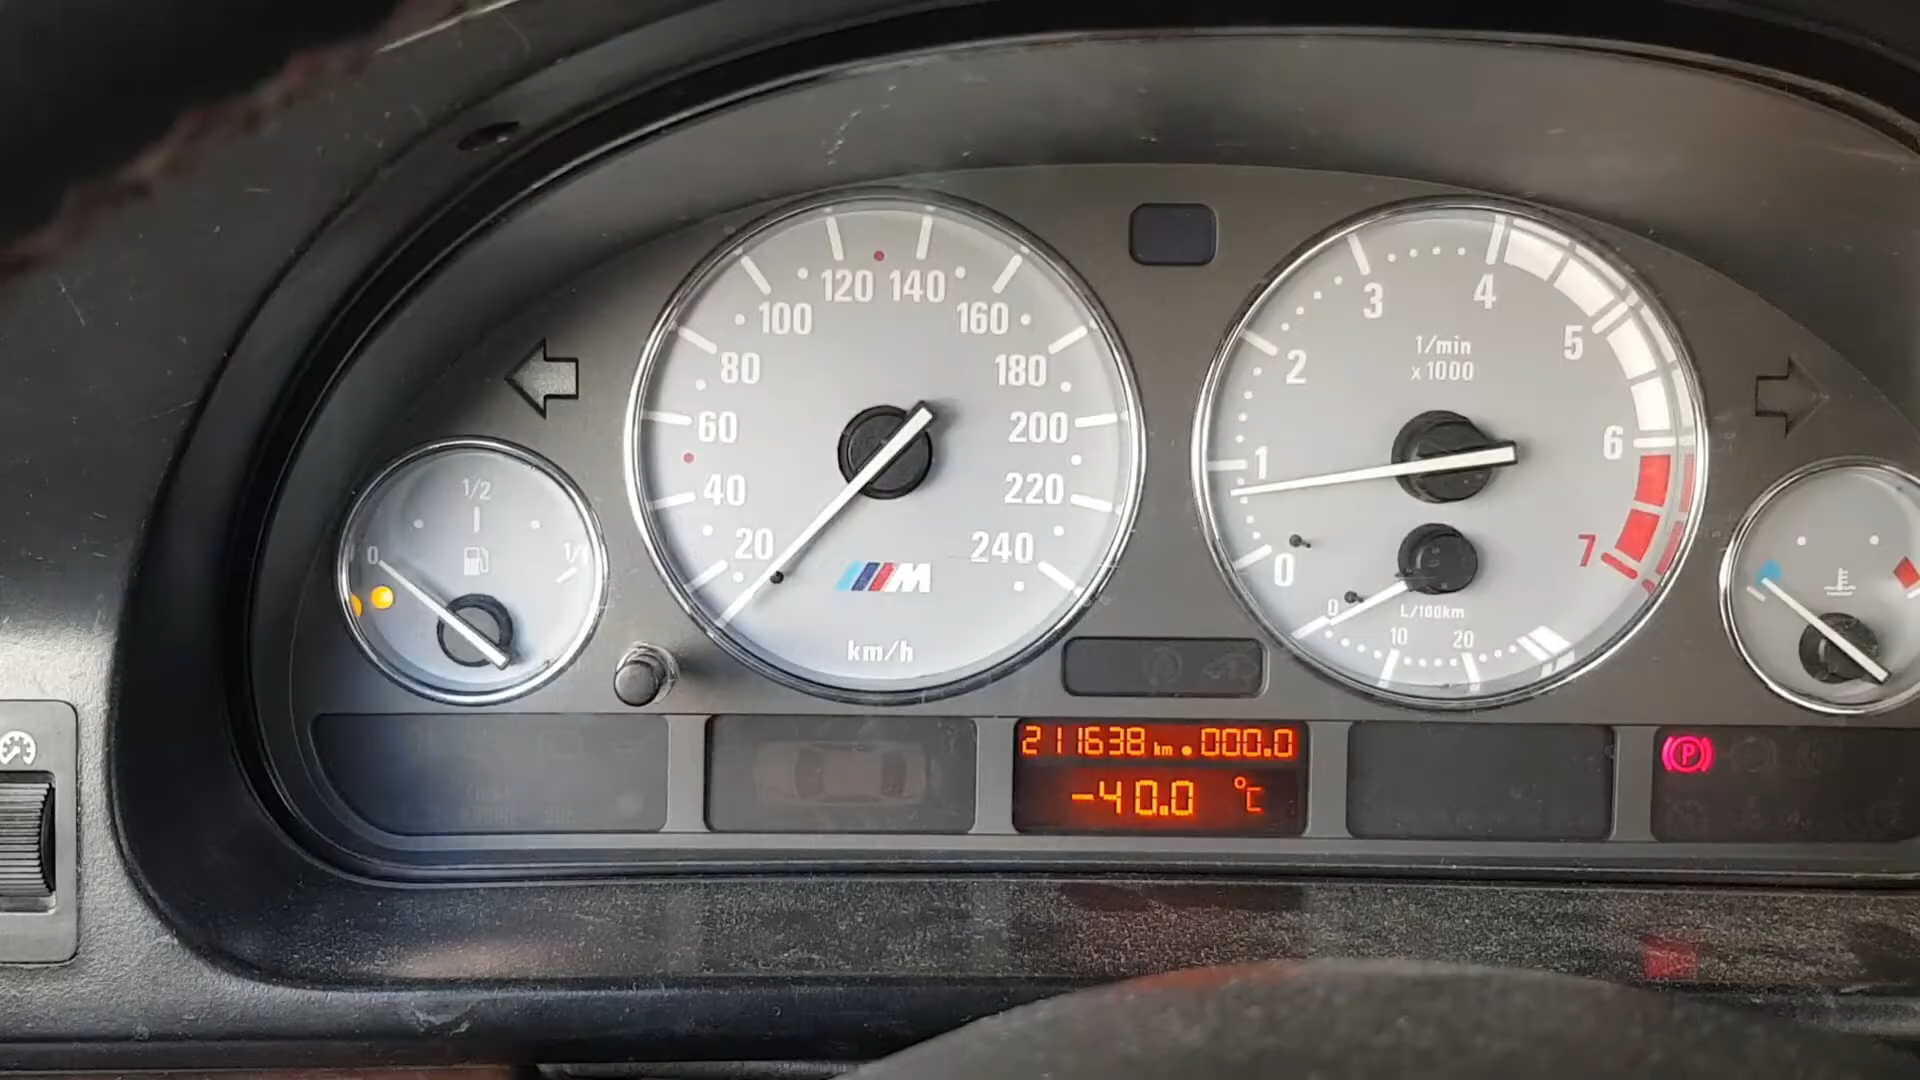 120 140
100 160
80 180
60 200
40 220
20 240
M
km/h
1/2
0 1/1
3 4
2 5
1/min
x1000
1 6
0 7
L/100km
0 10 20
211638 km 000.0
-40.0 °C
P